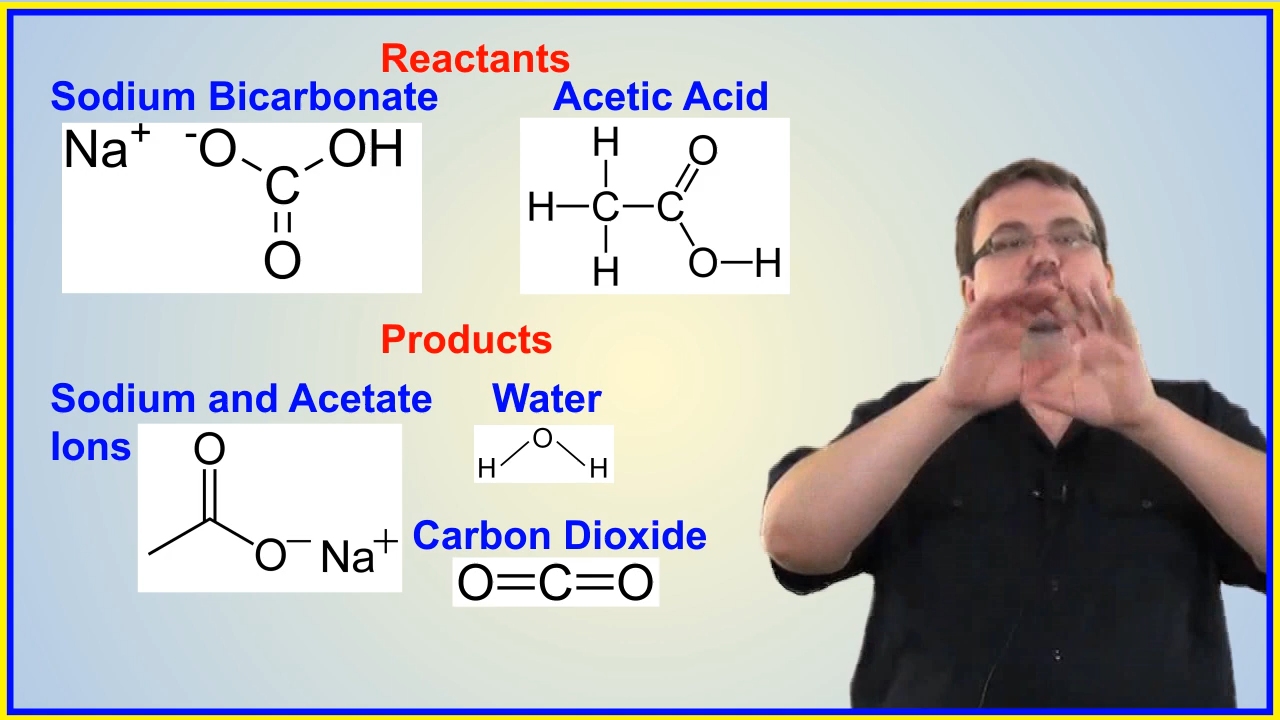 Reactants
Sodium Bicarbonate
Acetic Acid
Na+ -O OH
C
O
H O
H C C
H O H
Products
Sodium and Acetate
Ions
O
O− Na+
Water
O
H H
Carbon Dioxide
O=C=O